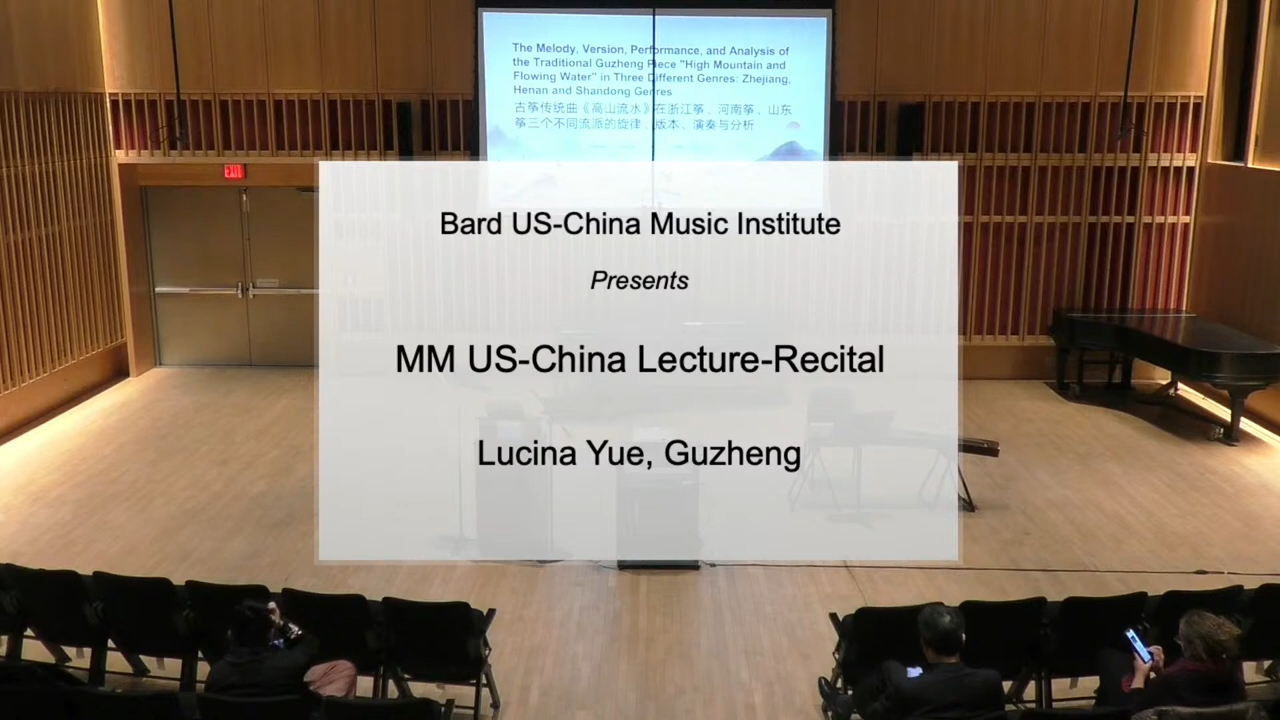 The Melody, Version, Performance, and Analysis of
the Traditional Guzheng Piece "High Mountain and
Flowing Water" in Three Different Genres: Zhejiang,
Henan and Shandong Genres
古筝传统曲《高山流水》在浙江筝、河南筝、山东
筝三个不同流派的旋律、版本、演奏与分析
EXIT
Bard US-China Music Institute
Presents
MM US-China Lecture-Recital
Lucina Yue, Guzheng